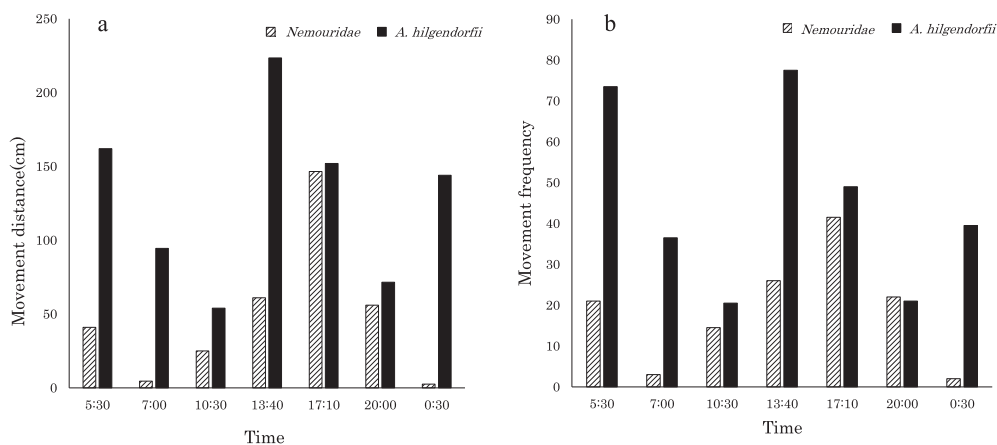 a
Nemouridae A. hilgendorfii
Movement distance(cm)
250
200
150
100
50
0
5:30 7:00 10:30 13:40 17:10 20:00 0:30
Time
b
Nemouridae A. hilgendorfii
Movement frequency
90
80
70
60
50
40
30
20
10
0
5:30 7:00 10:30 13:40 17:10 20:00 0:30
Time